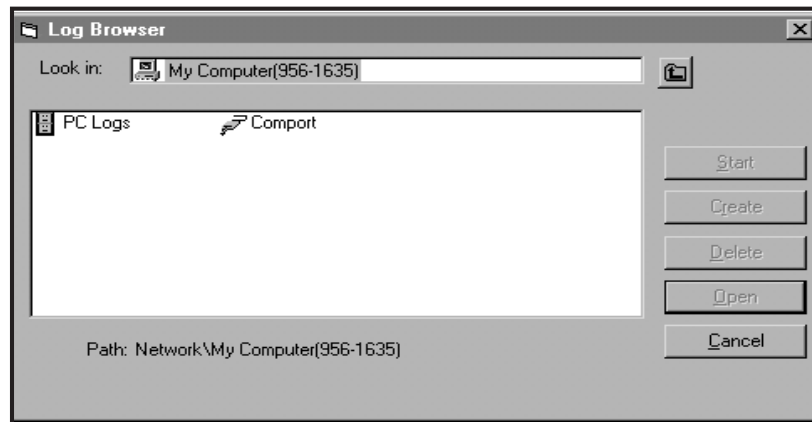 Log Browser
Look in: My Computer(956-1635)
PC Logs Comport
Start
Create
Delete
Open
Cancel
Path: Network\My Computer(956-1635)